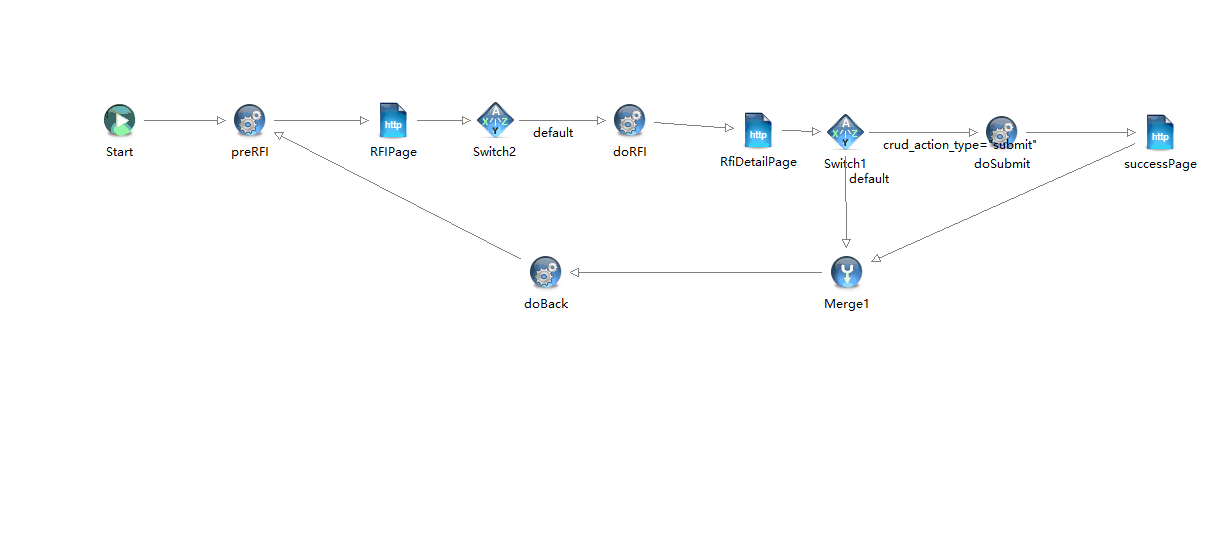 Start
preRFI
http
RFIPage
A
X Z
Y
Switch2
default
doRFI
http
RfiDetailPage
A
X Z
Y
Switch1
default
crud_action_type="submit"
doSubmit
http
successPage
doBack
Merge1